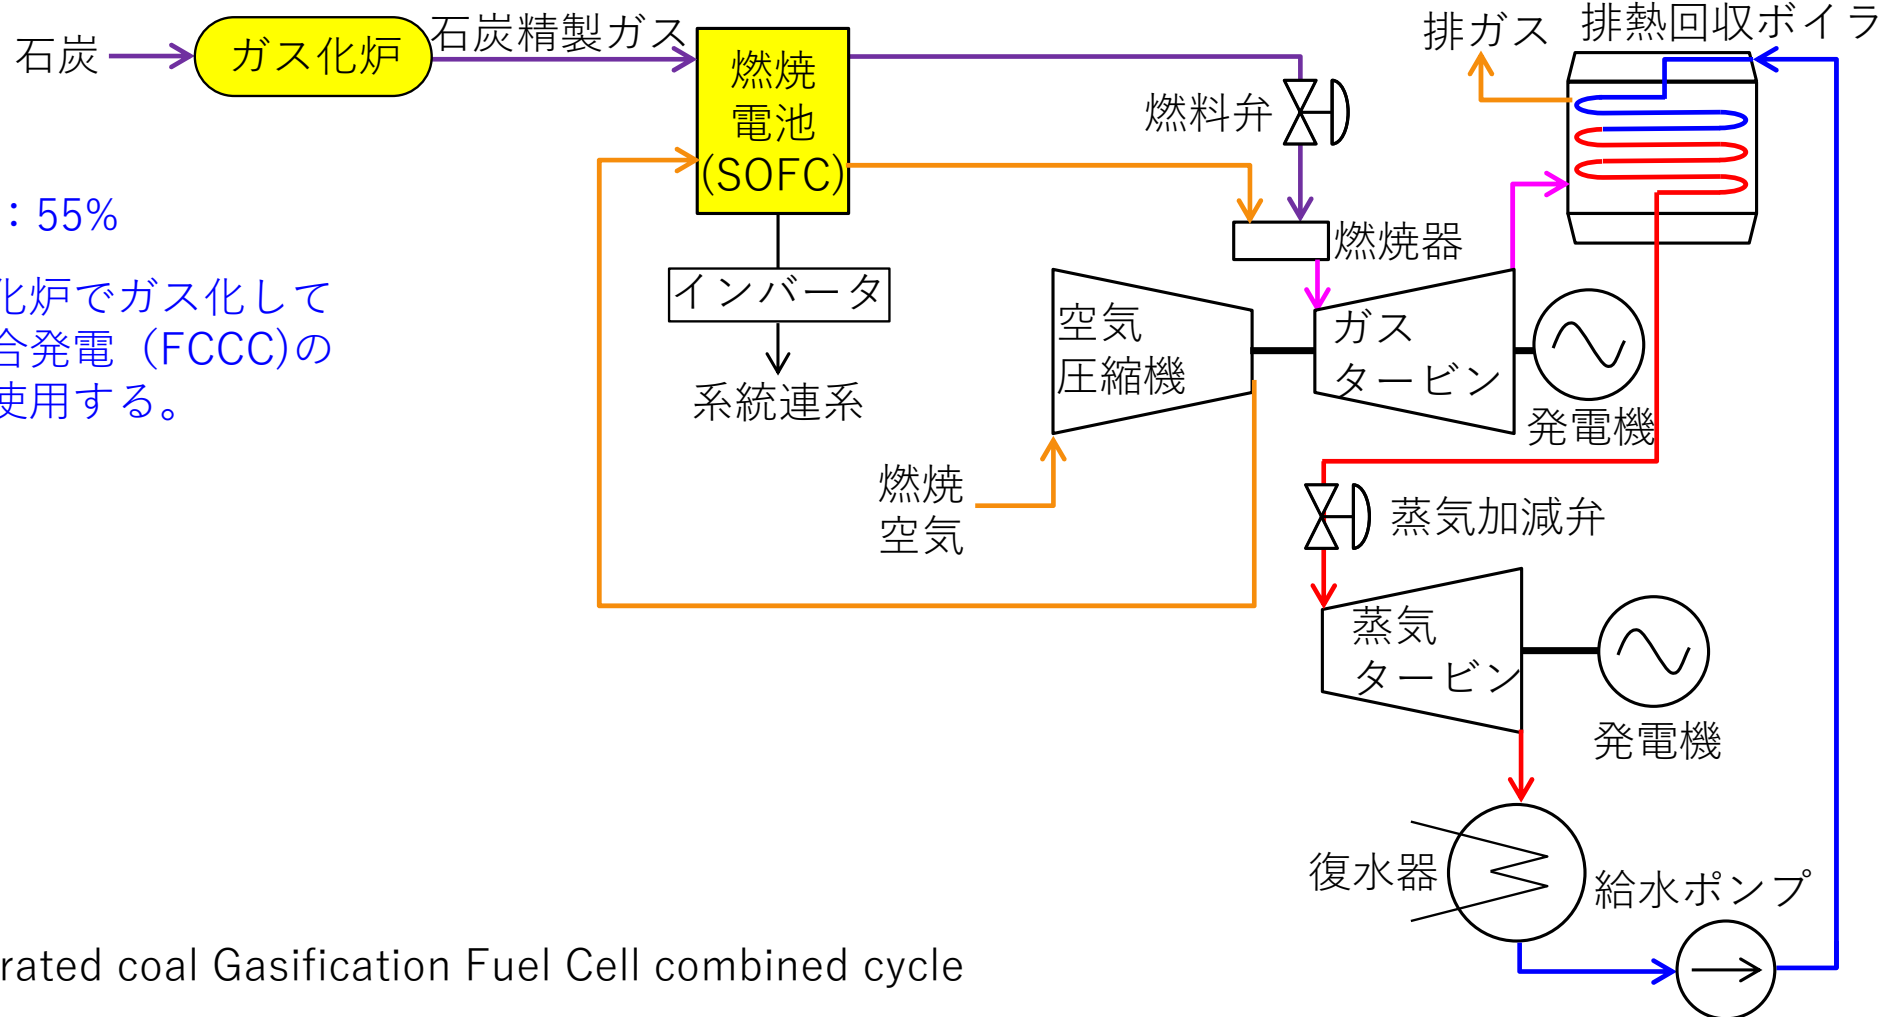 石炭
ガス化炉
石炭精製ガス
燃焼
電池
(SOFC)
排ガス
排熱回収ボイラ
燃料弁
：55%
化炉でガス化して
合発電（FCCC)の
使用する。
インバータ
系統連系
燃焼器
空気
圧縮機
ガス
タービン
発電機
燃焼
空気
蒸気加減弁
蒸気
タービン
発電機
復水器
給水ポンプ
rated coal Gasification Fuel Cell combined cycle